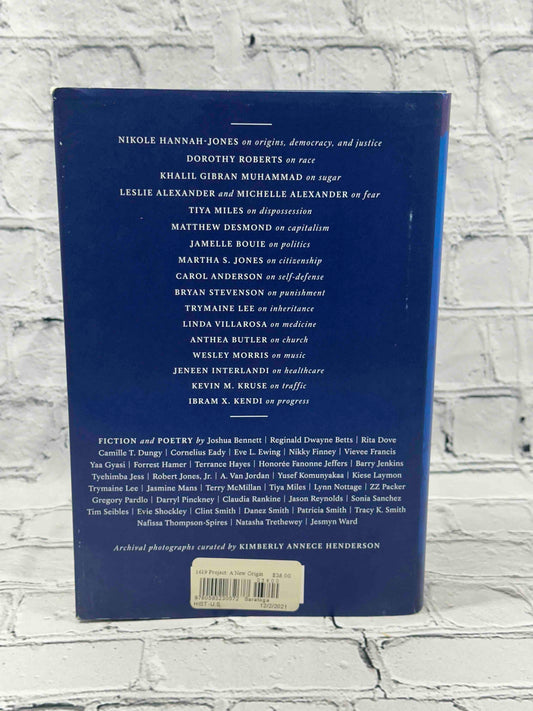 NIKOLE HANNAH-JONES on origins, democracy, and justice
DOROTHY ROBERTS on race
KHALIL GIBRAN MUHAMMAD on sugar
LESLIE ALEXANDER and MICHELLE ALEXANDER on fear
TIYA MILES on dispossession
MATTHEW DESMOND on capitalism
JAMELLE BOUIE on politics
MARTHA S. JONES on citizenship
CAROL ANDERSON on self-defense
BRYAN STEVENSON on punishment
TRYMAINE LEE on inheritance
LINDA VILLAROSA on medicine
ANTHEA BUTLER on church
WESLEY MORRIS on music
JENEEN INTERLANDI on healthcare
KEVIN M. KRUSE on traffic
IBRAM X. KENDI on progress
FICTION and POETRY by Joshua Bennett | Reginald Dwayne Betts | Rita Dove
Camille T. Dungy | Cornelius Eady | Eve L. Ewing | Nikky Finney | Vievee Francis
Yaa Gyasi | Forrest Hamer | Terrance Hayes | Honorée Fanonne Jeffers | Barry Jenkins
Tyehimba Jess | Robert Jones, Jr. | A. Van Jordan | Yusef Komunyakaa | Kiese Laymon
Trymaine Lee | Jasmine Mans | Terry McMillan | Tiya Miles | Lynn Nottage | ZZ Packer
Gregory Pardlo | Darryl Pinckney | Claudia Rankine | Jason Reynolds | Sonia Sanchez
Tim Seibles | Evie Shockley | Clint Smith | Danez Smith | Patricia Smith | Tracy K. Smith
Nafissa Thompson-Spires | Natasha Trethewey | Jesmyn Ward
Archival photographs curated by KIMBERLY ANNECE HENDERSON
1619 Project: A New Origin $38.00
9780593230572 Saratoga
HIST-U.S. 12/2/2021